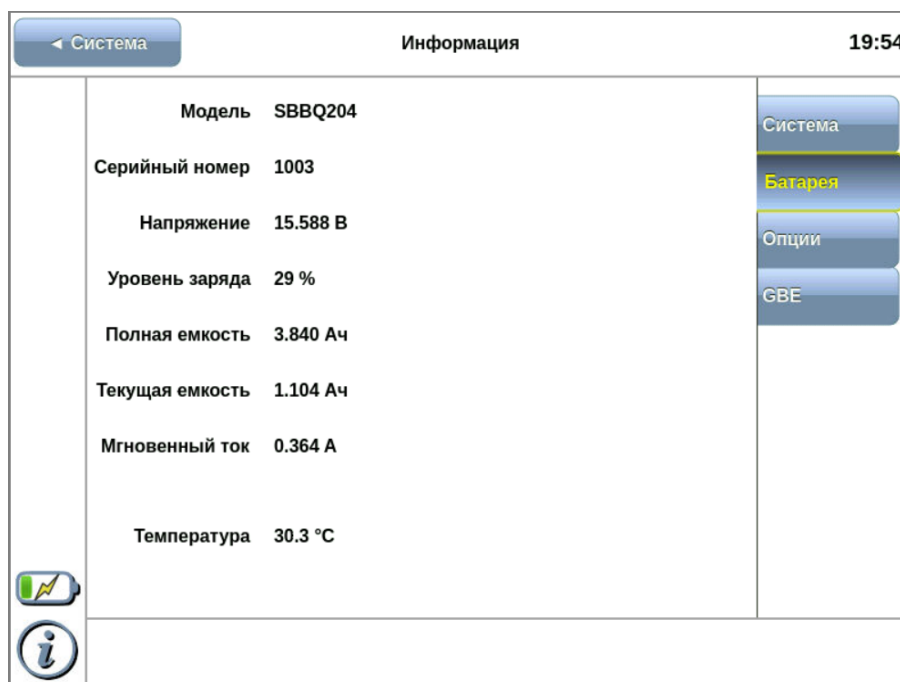 ◄ Система
Информация
19:54
Модель SBBQ204
Серийный номер 1003
Напряжение 15.588 В
Уровень заряда 29 %
Полная емкость 3.840 Ач
Текущая емкость 1.104 Ач
Мгновенный ток 0.364 А
Температура 30.3 °C
Система
Батарея
Опции
GBE
i